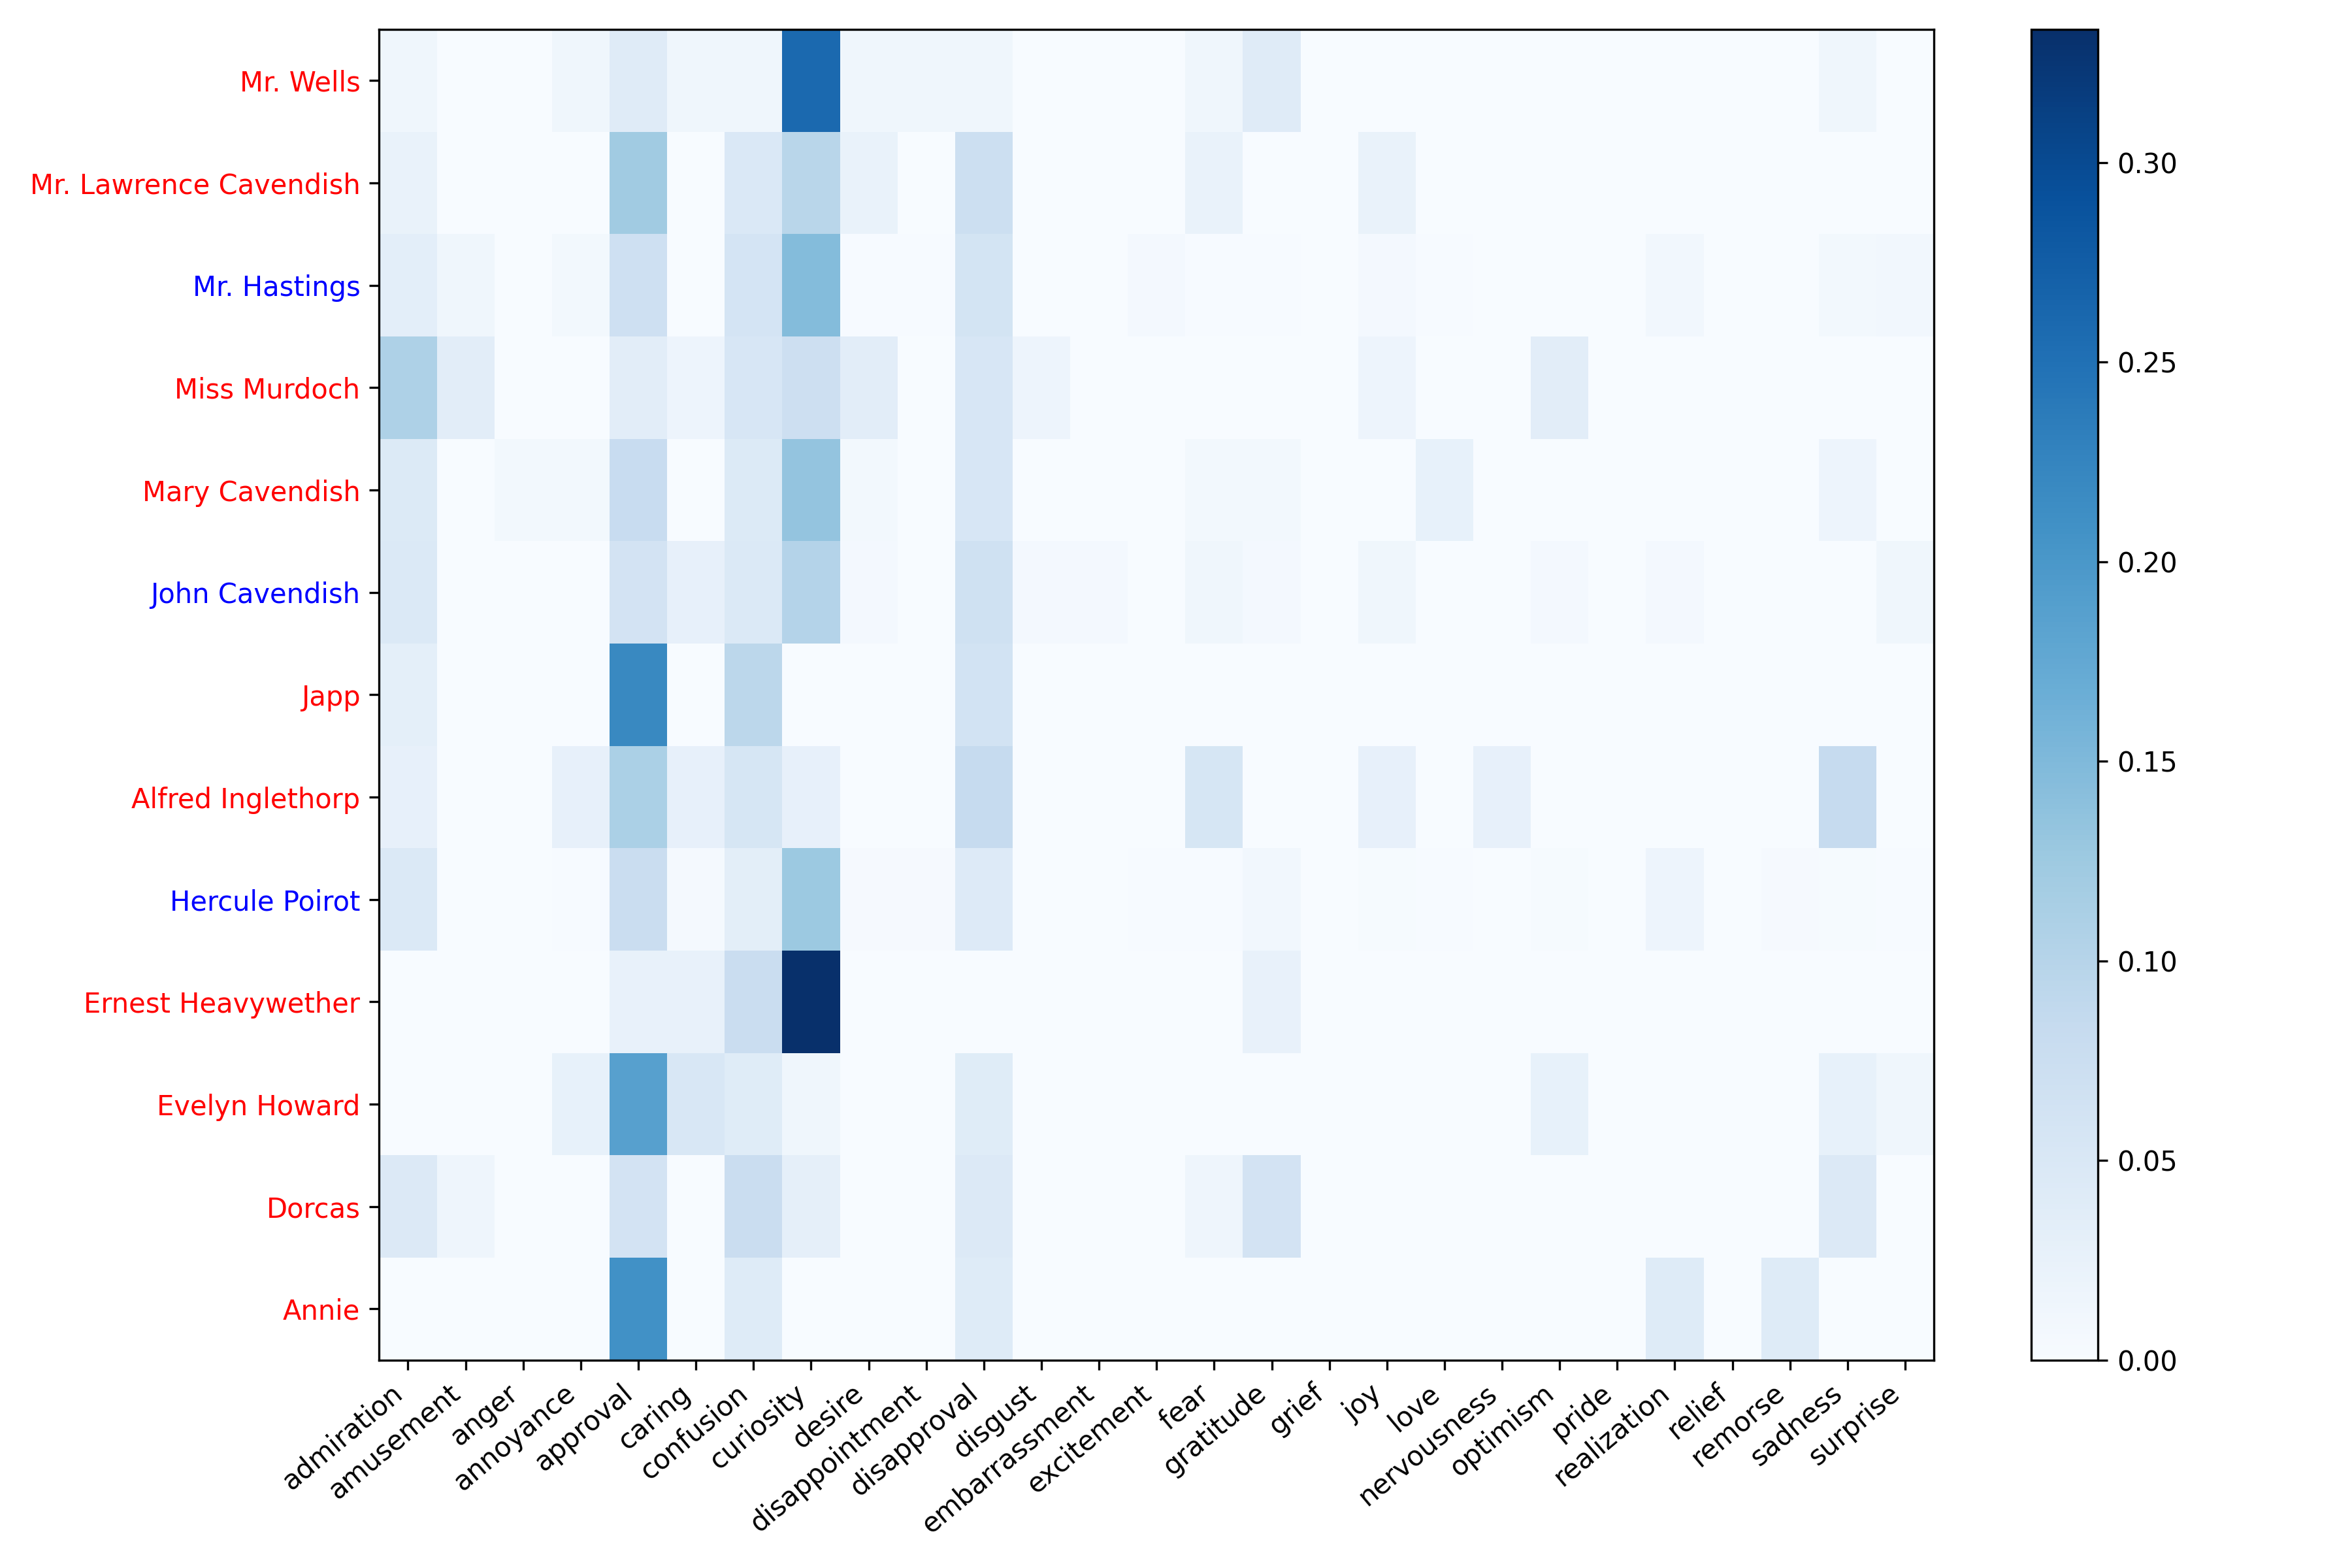 Mr. Wells
Mr. Lawrence Cavendish
Mr. Hastings
Miss Murdoch
Mary Cavendish
John Cavendish
Japp
Alfred Inglethorp
Hercule Poirot
Ernest Heavywether
Evelyn Howard
Dorcas
Annie
admiration
amusement
anger
annoyance
approval
caring
confusion
curiosity
desire
disappointment
disapproval
disgust
embarrassment
excitement
fear
gratitude
grief
joy
love
nervousness
optimism
pride
realization
relief
remorse
sadness
surprise
0.30
0.25
0.20
0.15
0.10
0.05
0.00